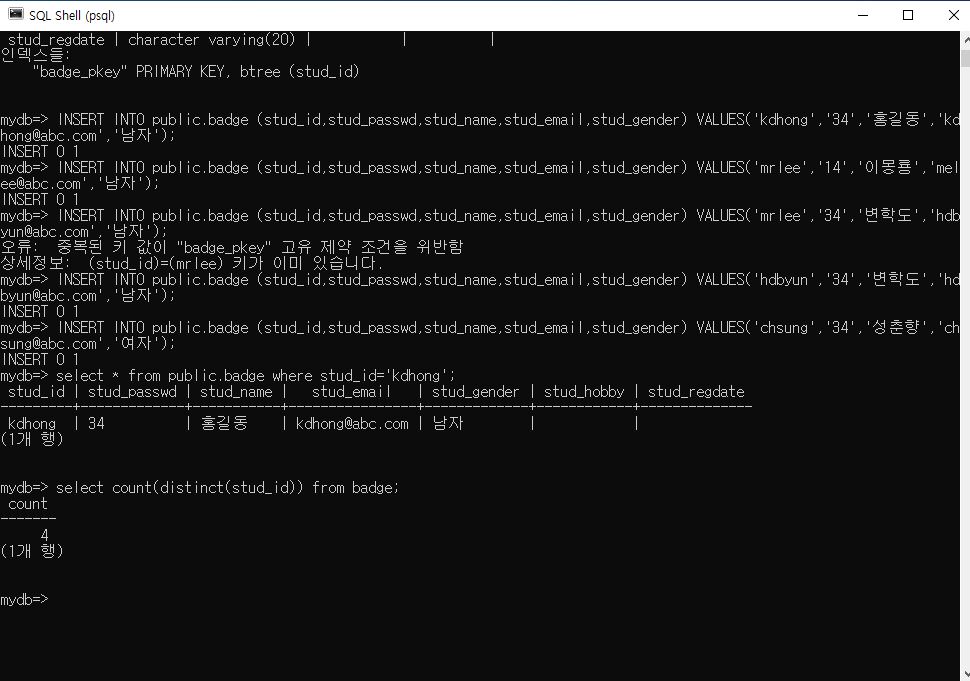 SQL Shell (psql)
stud_regdate | character varying(20) |           |          |
인덱스들:
    "badge_pkey" PRIMARY KEY, btree (stud_id)
mydb=> INSERT INTO public.badge (stud_id,stud_passwd,stud_name,stud_email,stud_gender) VALUES('kdhong','34','홍길동','kd
hong@abc.com','남자');
INSERT 0 1
mydb=> INSERT INTO public.badge (stud_id,stud_passwd,stud_name,stud_email,stud_gender) VALUES('mrlee','14','이몽룡','mel
ee@abc.com','남자');
INSERT 0 1
mydb=> INSERT INTO public.badge (stud_id,stud_passwd,stud_name,stud_email,stud_gender) VALUES('mrlee','34','변학도','hdb
yun@abc.com','남자');
오류:  중복된 키 값이 "badge_pkey" 고유 제약 조건을 위반함
상세정보:  (stud_id)=(mrlee) 키가 이미 있습니다.
mydb=> INSERT INTO public.badge (stud_id,stud_passwd,stud_name,stud_email,stud_gender) VALUES('hdbyun','34','변학도','hd
byun@abc.com','남자');
INSERT 0 1
mydb=> INSERT INTO public.badge (stud_id,stud_passwd,stud_name,stud_email,stud_gender) VALUES('chsung','34','성춘향','ch
sung@abc.com','여자');
INSERT 0 1
mydb=> select * from public.badge where stud_id='kdhong';
 stud_id | stud_passwd | stud_name |   stud_email   | stud_gender | stud_hobby | stud_regdate
---------+-------------+-----------+----------------+-------------+------------+--------------
 kdhong  | 34          | 홍길동    | kdhong@abc.com | 남자        |            |
(1개 행)
mydb=> select count(distinct(stud_id)) from badge;
 count
-------
     4
(1개 행)
mydb=>